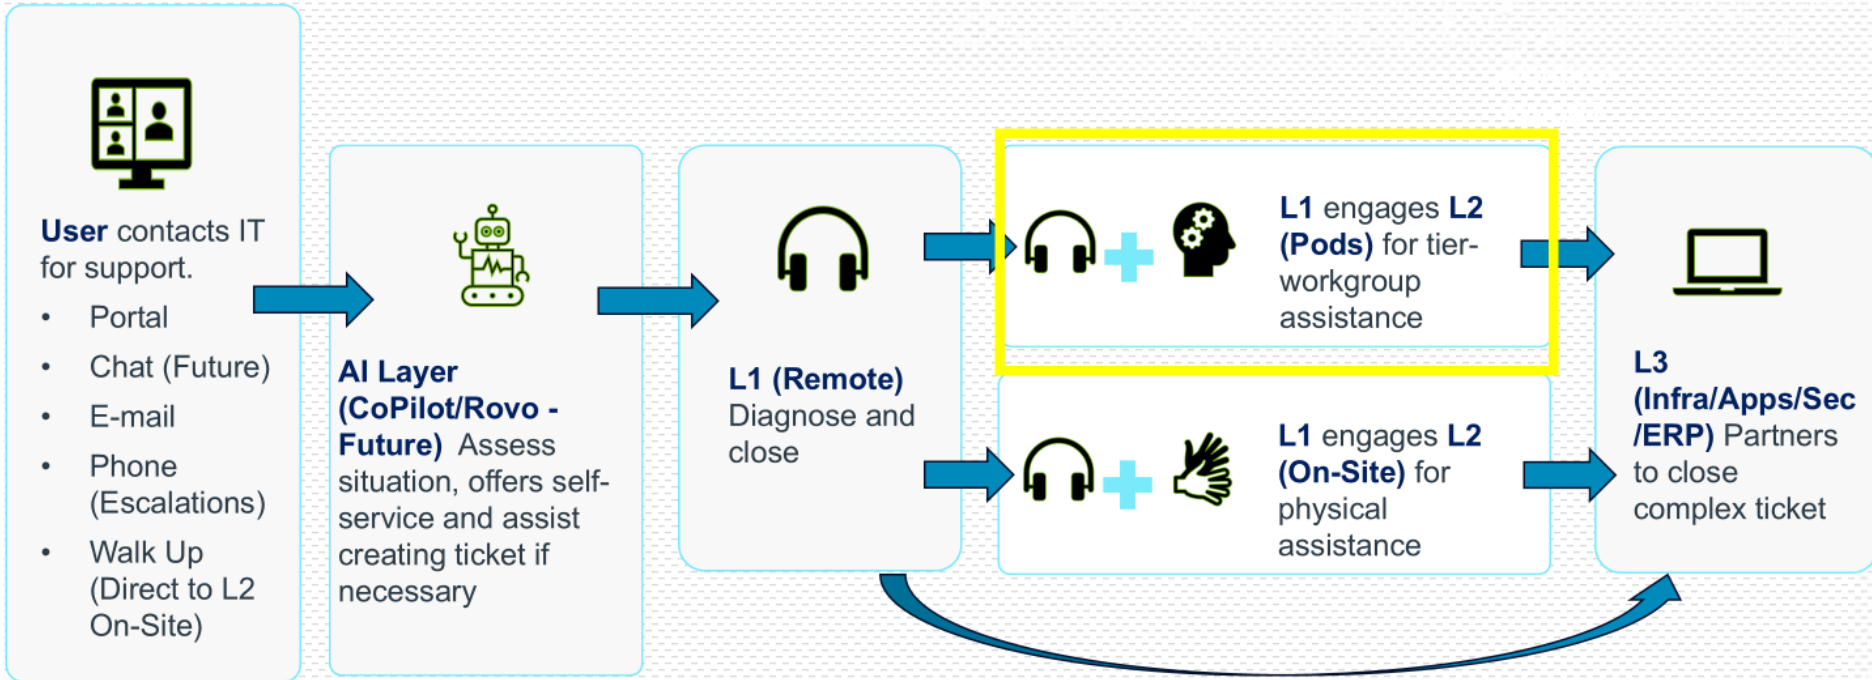 User contacts IT
for support.
• Portal
• Chat (Future)
• E-mail
• Phone
(Escalations)
• Walk Up
(Direct to L2
On-Site)
AI Layer
(CoPilot/Rovo -
Future) Assess
situation, offers self-
service and assist
creating ticket if
necessary
L1 (Remote)
Diagnose and
close
L1 engages L2
(Pods) for tier-
workgroup
assistance
L1 engages L2
(On-Site) for
physical
assistance
L3
(Infra/Apps/Sec
/ERP) Partners
to close
complex ticket